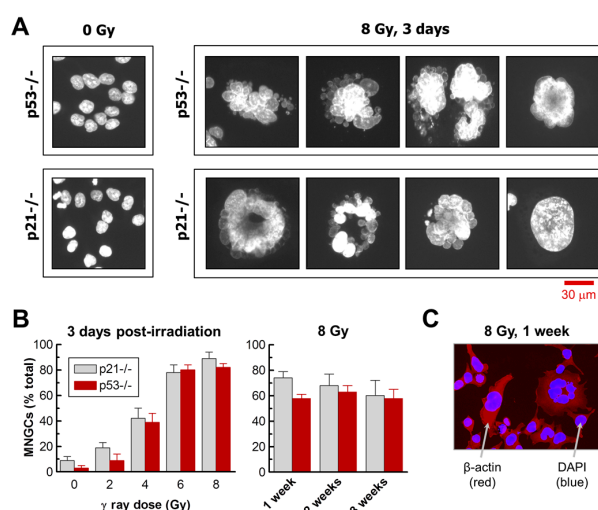 A
0 Gy
8 Gy, 3 days
p53-/-
p53-/-
p21-/-
p21-/-
30 μm
B
3 days post-irradiation
8 Gy
MNGCs (% total)
100
80
60
40
20
0
p21-/-
p53-/-
0 2 4 6 8
γ ray dose (Gy)
100
80
60
40
20
0
1 week
weeks
weeks
C
8 Gy, 1 week
β-actin
(red)
DAPI
(blue)